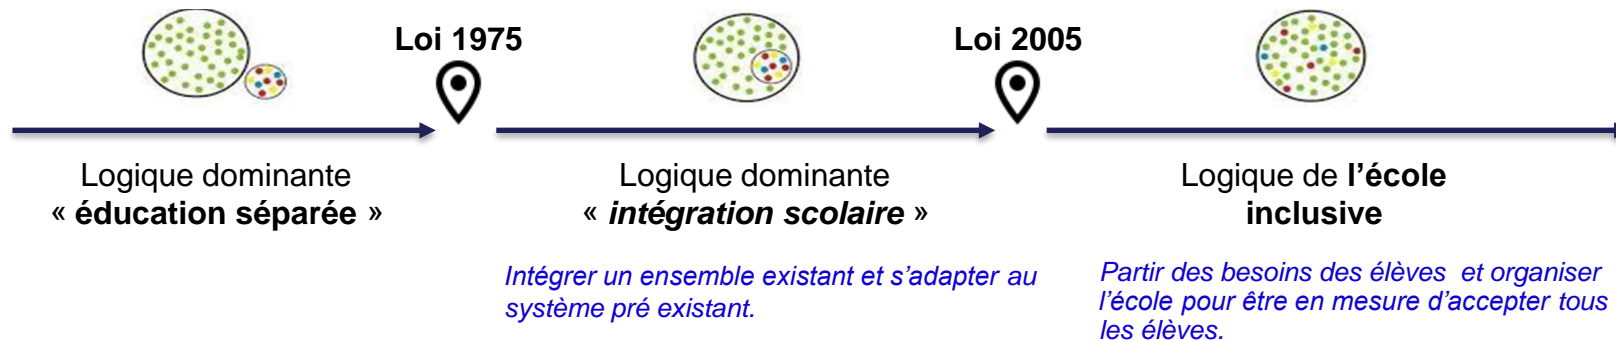 Loi 1975
Loi 2005
Logique dominante
« éducation séparée »
Logique dominante
« intégration scolaire »
Logique de l’école
inclusive
Intégrer un ensemble existant et s’adapter au
système pré existant.
Partir des besoins des élèves et organiser
l’école pour être en mesure d’accepter tous
les élèves.